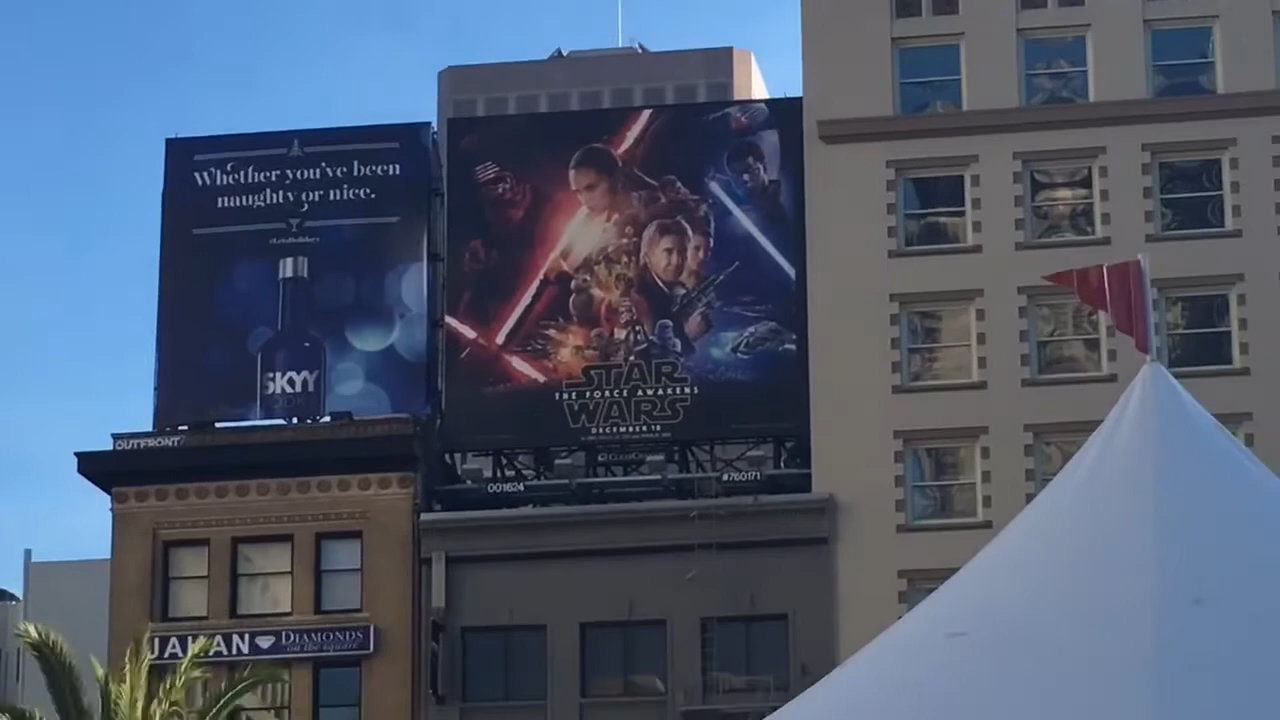 Whether you've been
naughty or nice.
SKYY
STAR
THE FORCE AWAKENS
WARS
DECEMBER 18
OUTFRONT/
001624
#760171
JAHAN DIAMONDS
on the square